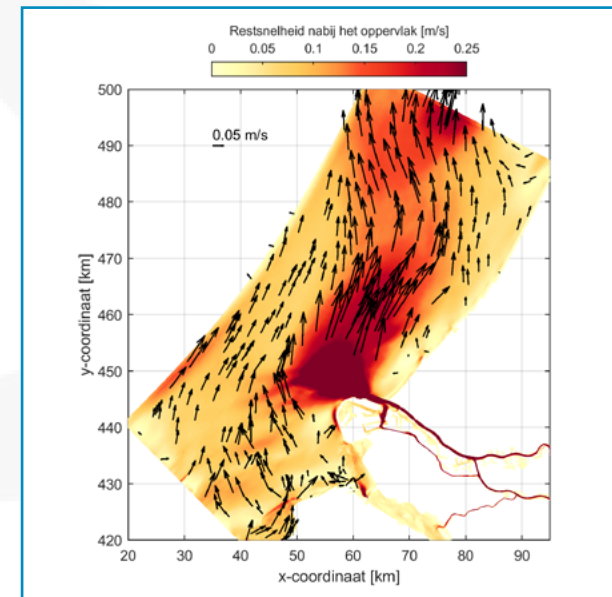 Restsnelheid nabij het oppervlak [m/s]
0 0.05 0.1 0.15 0.2 0.25
0.05 m/s
500
490
480
470
460
450
440
430
420
y-coordinaat [km]
20 30 40 50 60 70 80 90
x-coordinaat [km]